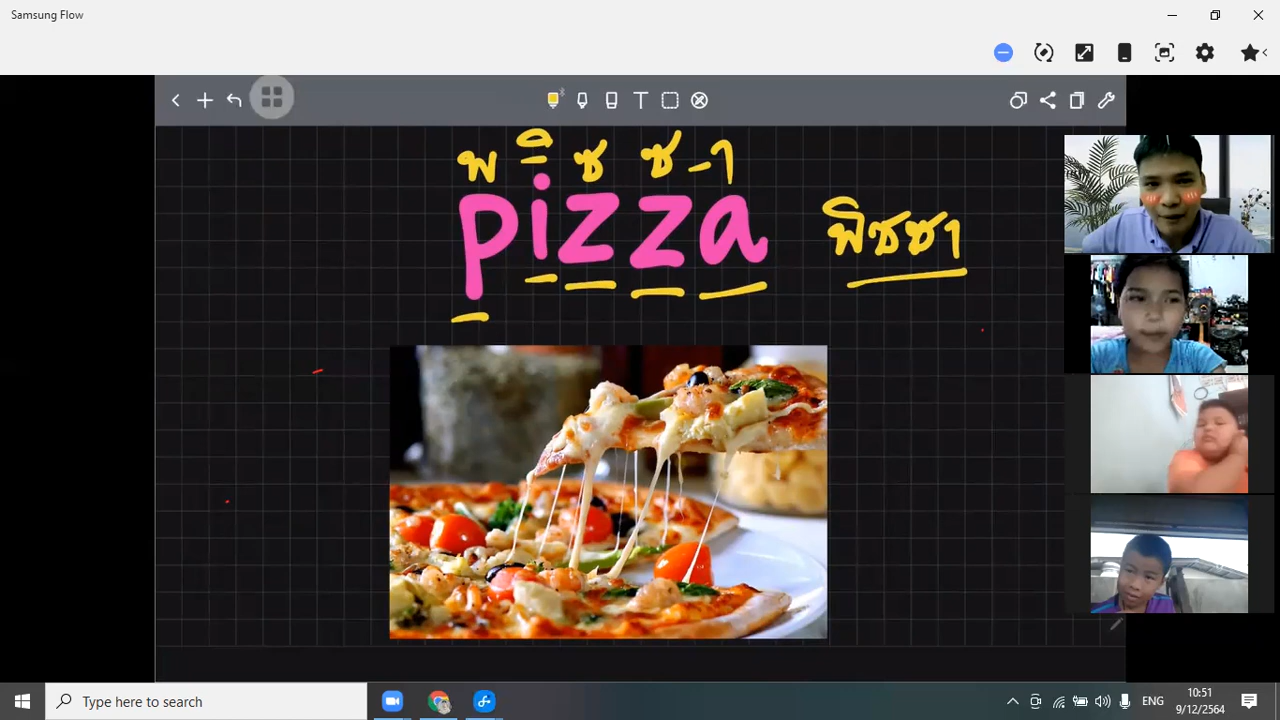 Samsung Flow
พ ิ ซ ซ -า
pizza
พิซซา
Type here to search
ENG
10:51
9/12/2564